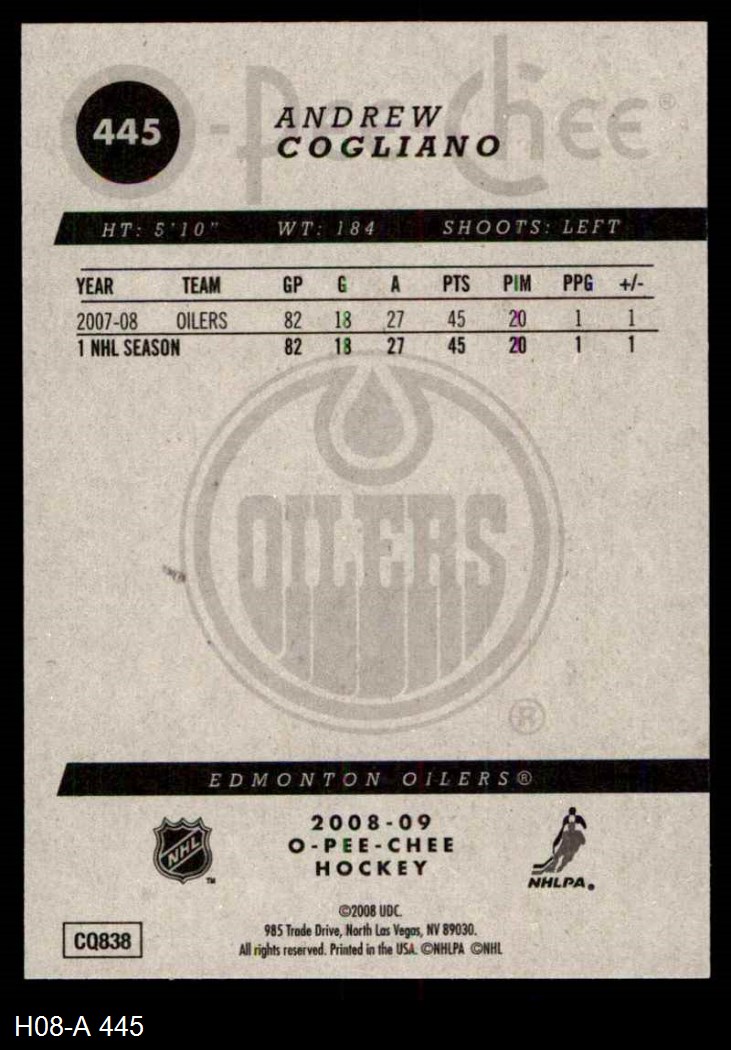 O-PEE-CHEE®
445
ANDREW
COGLIANO
HT: 5'10" WT: 184 SHOOTS: LEFT
YEAR TEAM GP G A PTS PIM PPG +/-
2007-08 OILERS 82 18 27 45 20 1 1
1 NHL SEASON 82 18 27 45 20 1 1
OILERS
®
EDMONTON OILERS®
NHL
TM
2008-09
O-PEE-CHEE
HOCKEY
NHLPA.
©2008 UDC.
985 Trade Drive, North Las Vegas, NV 89030.
All rights reserved. Printed in the USA. ©NHLPA ©NHL
CQ838
H08-A 445